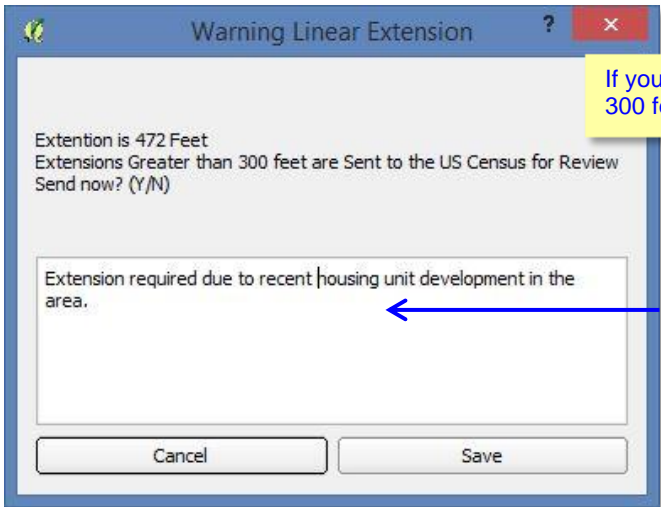 Warning Linear Extension
?
If you
300 f
Extention is 472 Feet
Extensions Greater than 300 feet are Sent to the US Census for Review
Send now? (Y/N)
Extension required due to recent housing unit development in the
area.
Cancel
Save